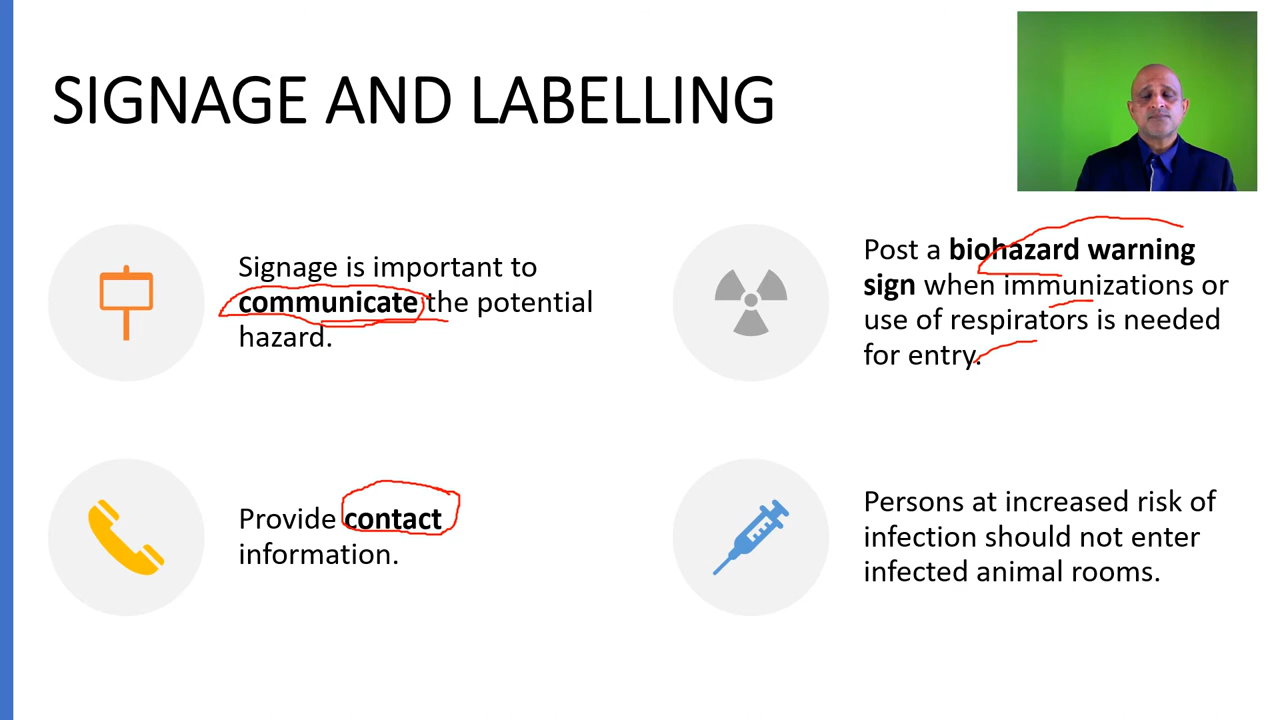 SIGNAGE AND LABELLING
Signage is important to
communicate the potential
hazard.
Post a biohazard warning
sign when immunizations or
use of respirators is needed
for entry.
Provide contact
information.
Persons at increased risk of
infection should not enter
infected animal rooms.